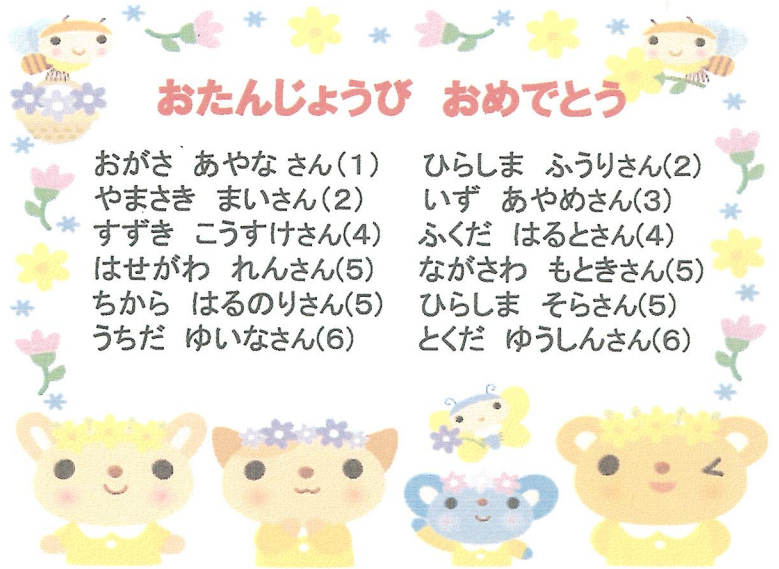 おたんじょうび　おめでとう
おがさ　あやな さん(1)　ひらしま　ふうりさん(2)
やまさき　まいさん(2)　いず　あやめさん(3)
すずき　こうすけさん(4)　ふくだ　はるとさん(4)
はせがわ　れんさん(5)　ながさわ　もときさん(5)
ちから　はるのりさん(5)　ひらしま　そらさん(5)
うちだ　ゆいなさん(6)　とくだ　ゆうしんさん(6)